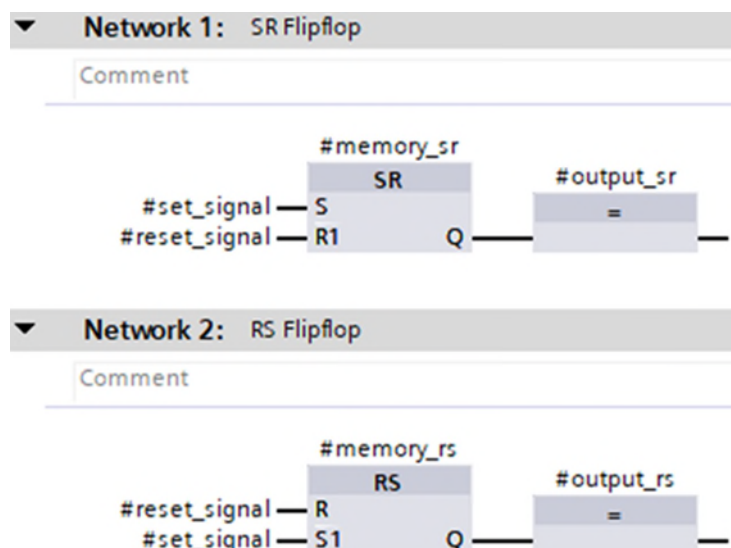 Network 1: SR Flipflop
Comment
#memory_sr
SR
#output_sr
#set_signal S
=
#reset_signal R1 Q
Network 2: RS Flipflop
Comment
#memory_rs
RS
#output_rs
#reset_signal R
=
#set_signal S1 Q